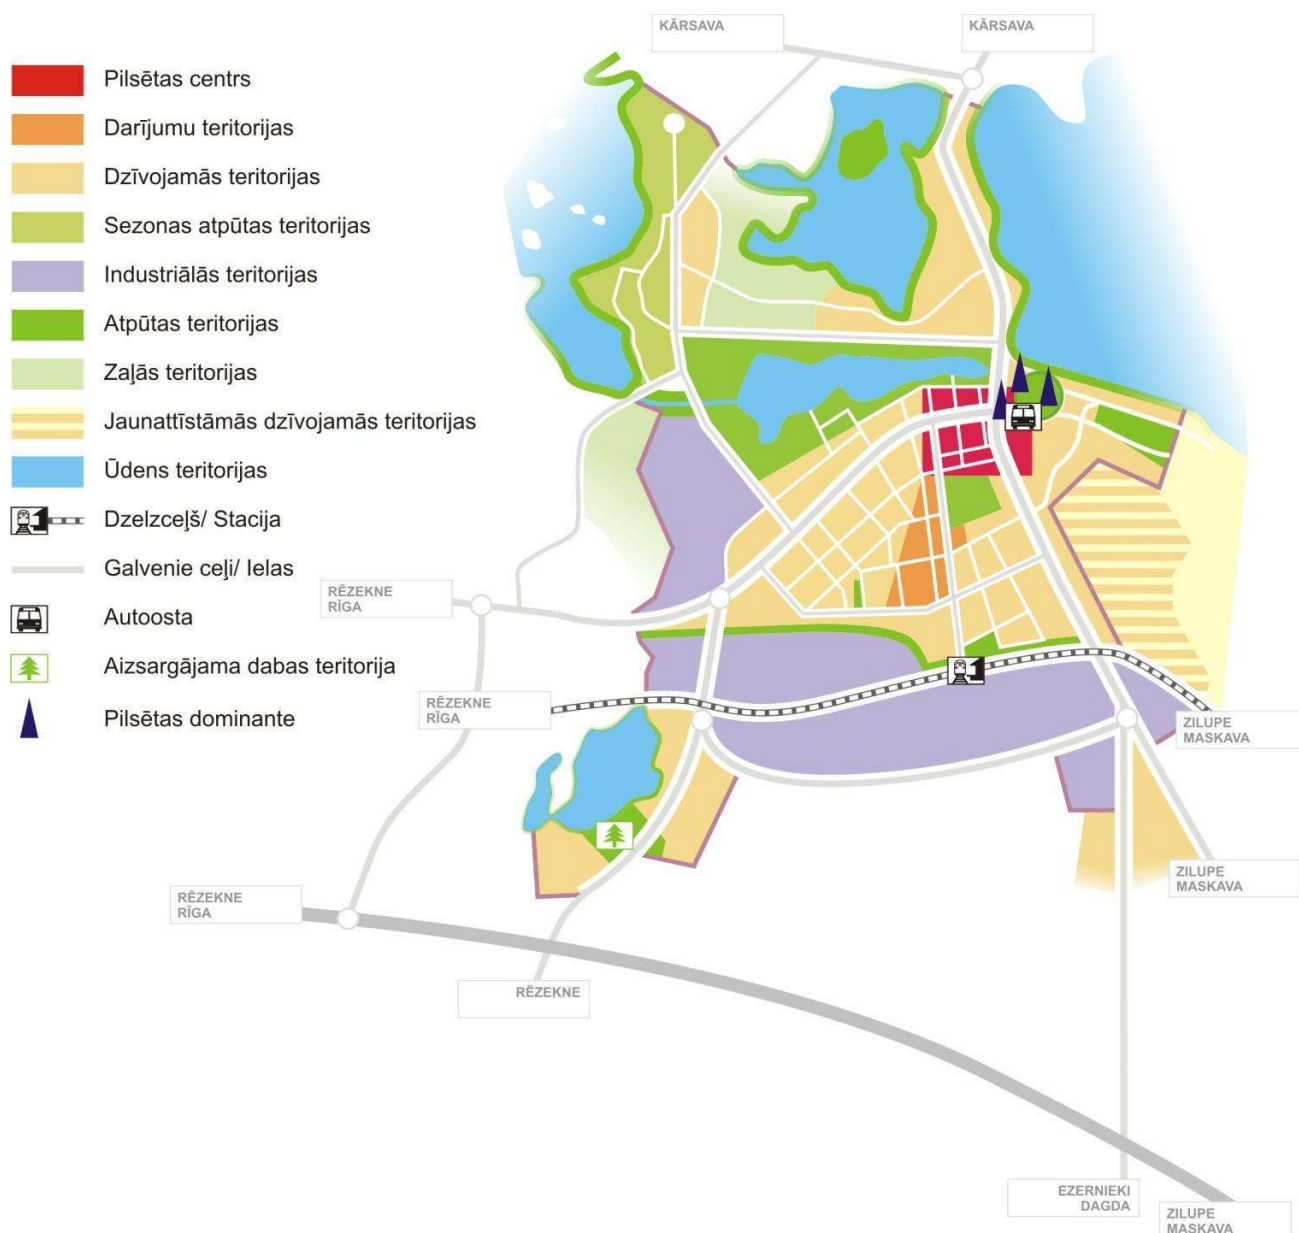 KĀRSAVA
KĀRSAVA
Pilsētas centrs
Darījumu teritorijas
Dzīvojamās teritorijas
Sezonas atpūtas teritorijas
Industriālās teritorijas
Atpūtas teritorijas
Zaļās teritorijas
Jaunattīstāmās dzīvojamās teritorijas
Ūdens teritorijas
Dzelzceļš/ Stacija
Galvenie ceļi/ Ielas
Autoosta
Aizsargājama dabas teritorija
Pilsētas dominante
RĒZEKNE
RĪGA
RĒZEKNE
RĪGA
ZILUPE
MASKAVA
ZILUPE
MASKAVA
RĒZEKNE
RĪGA
RĒZEKNE
EZERNIEKI
DAGDA
ZILUPE
MASKAVA